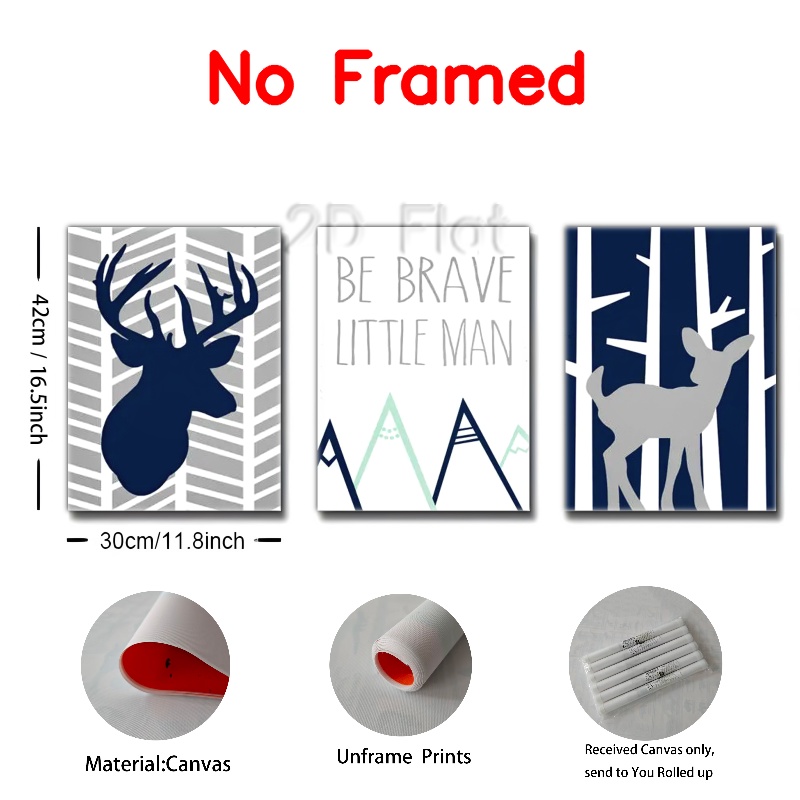 No Framed
2D Flat
BE BRAVE
LITTLE MAN
42cm / 16.5inch
30cm/11.8inch
Material:Canvas
Unframe Prints
Received Canvas only,
send to You Rolled up